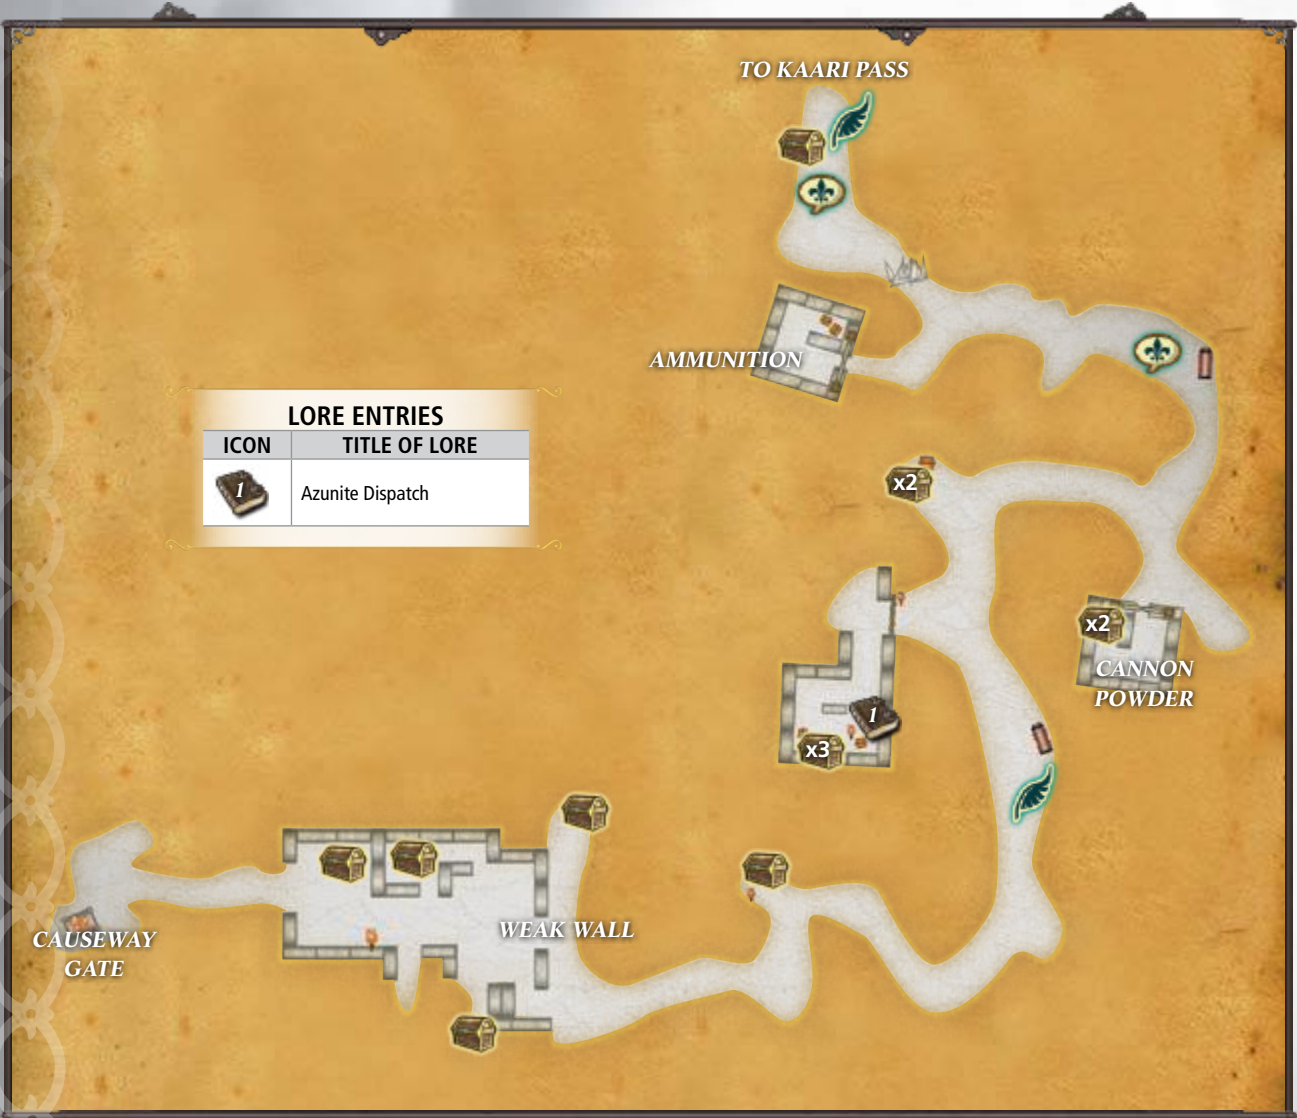 TO KAARI PASS
AMMUNITION
LORE ENTRIES
ICON TITLE OF LORE
1 Azunite Dispatch
x2
x2
CANNON
POWDER
1
x3
WEAK WALL
CAUSEWAY
GATE